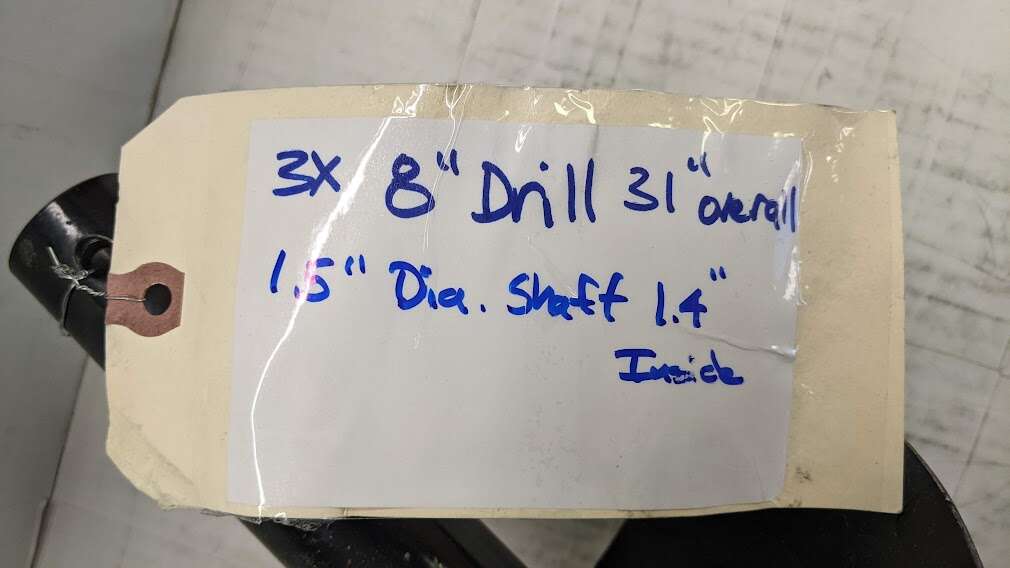 3X 8" Drill 31" overall
1.5" Dia. Shaft 1.4"
Inside